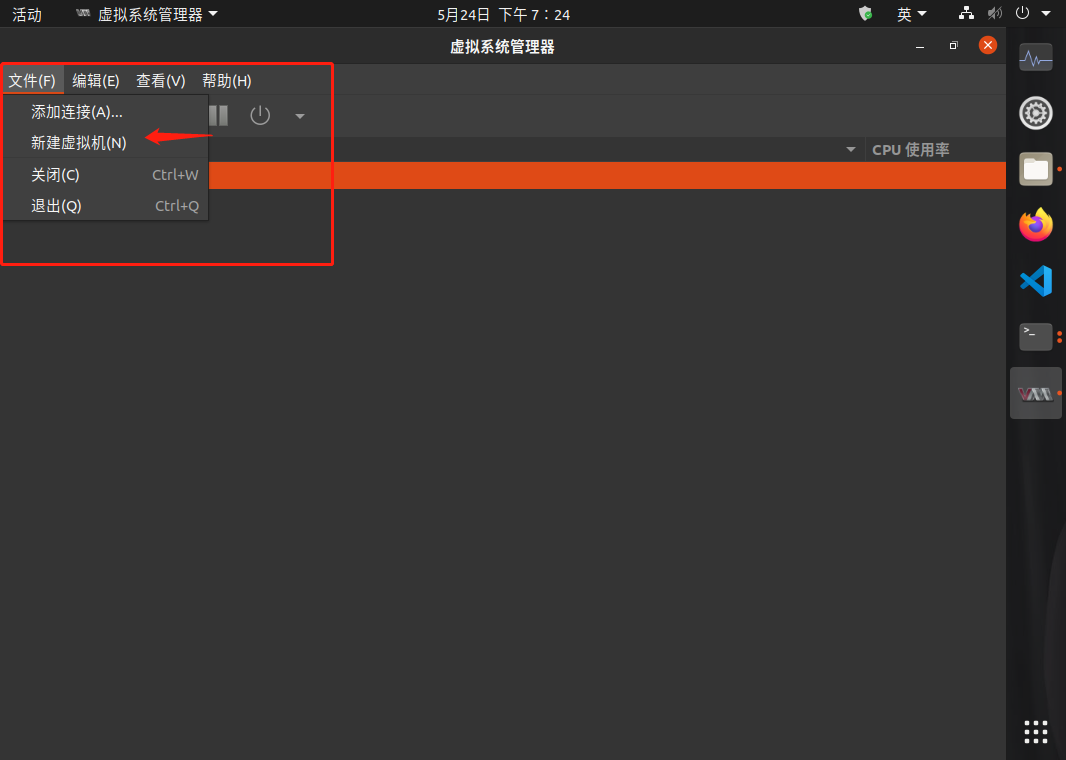 活动 虚拟系统管理器 5月24日 下午 7：24 英
虚拟系统管理器
文件(F) 编辑(E) 查看(V) 帮助(H)
添加连接(A)...
新建虚拟机(N)
CPU 使用率
关闭(C) Ctrl+W
退出(Q) Ctrl+Q